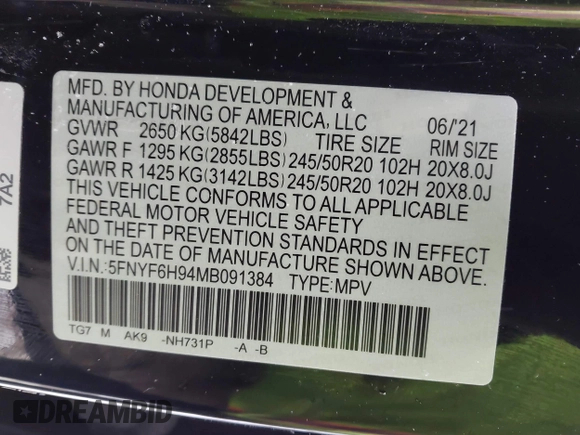 MFD. BY HONDA DEVELOPMENT &
MANUFACTURING OF AMERICA, LLC 06/'21
GVWR 2650 KG(5842LBS) TIRE SIZE RIM SIZE
GAWR F 1295 KG(2855LBS) 245/50R20 102H 20X8.0J
GAWR R 1425 KG(3142LBS) 245/50R20 102H 20X8.0J
THIS VEHICLE CONFORMS TO ALL APPLICABLE
FEDERAL MOTOR VEHICLE SAFETY
AND THEFT PREVENTION STANDARDS IN EFFECT
ON THE DATE OF MANUFACTURE SHOWN ABOVE.
V.I.N.:5FNYF6H94MB091384 TYPE:MPV
TG7 M AK9 -NH731P -A -B
7A2
DREAMBID